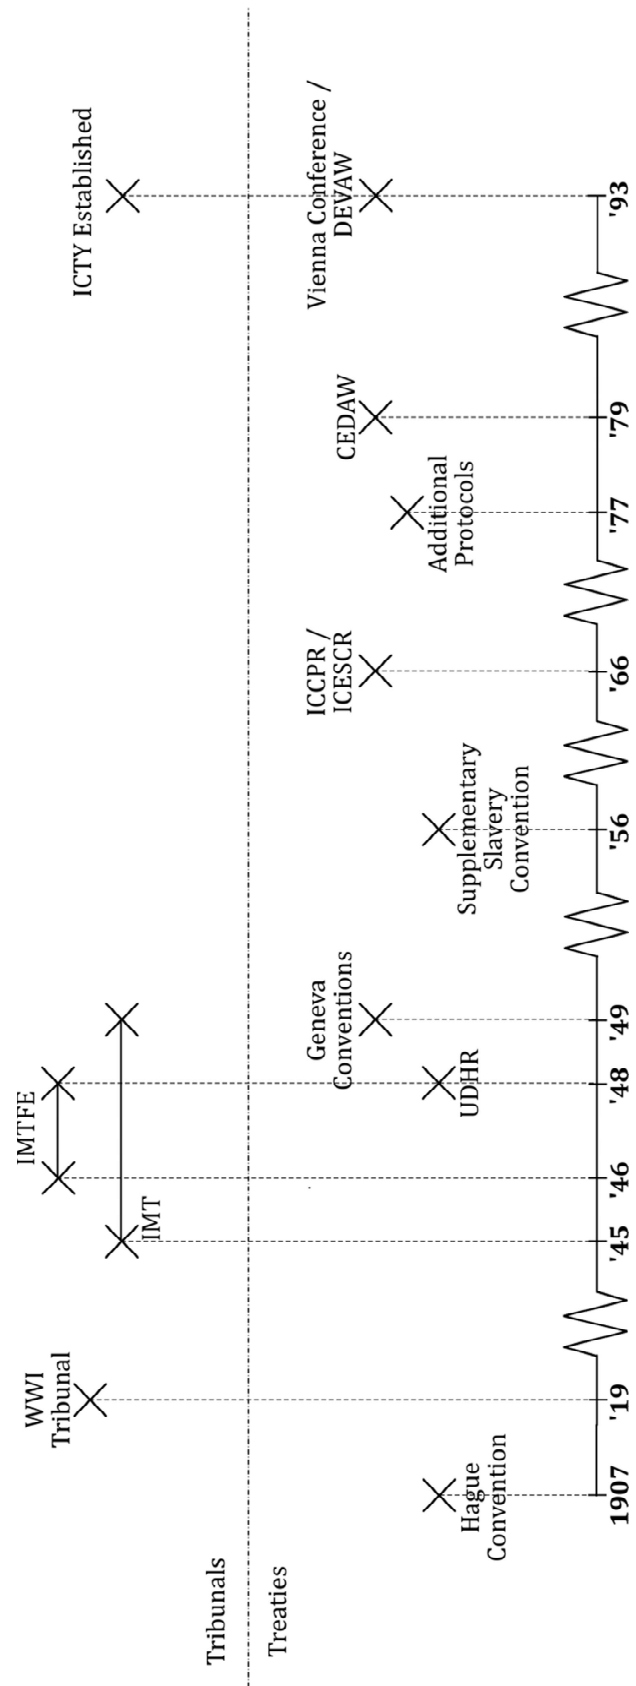 Tribunals
Treaties
WWI
Tribunal
IMTFE
IMT
ICTY Established
Hague
Convention
UDHR
Geneva
Conventions
Supplementary
Slavery
Convention
ICCPR /
ICESCR
Additional
Protocols
CEDAW
Vienna Conference /
DEVAW
1907
'19
'45
'46
'48
'49
'56
'66
'77
'79
'93